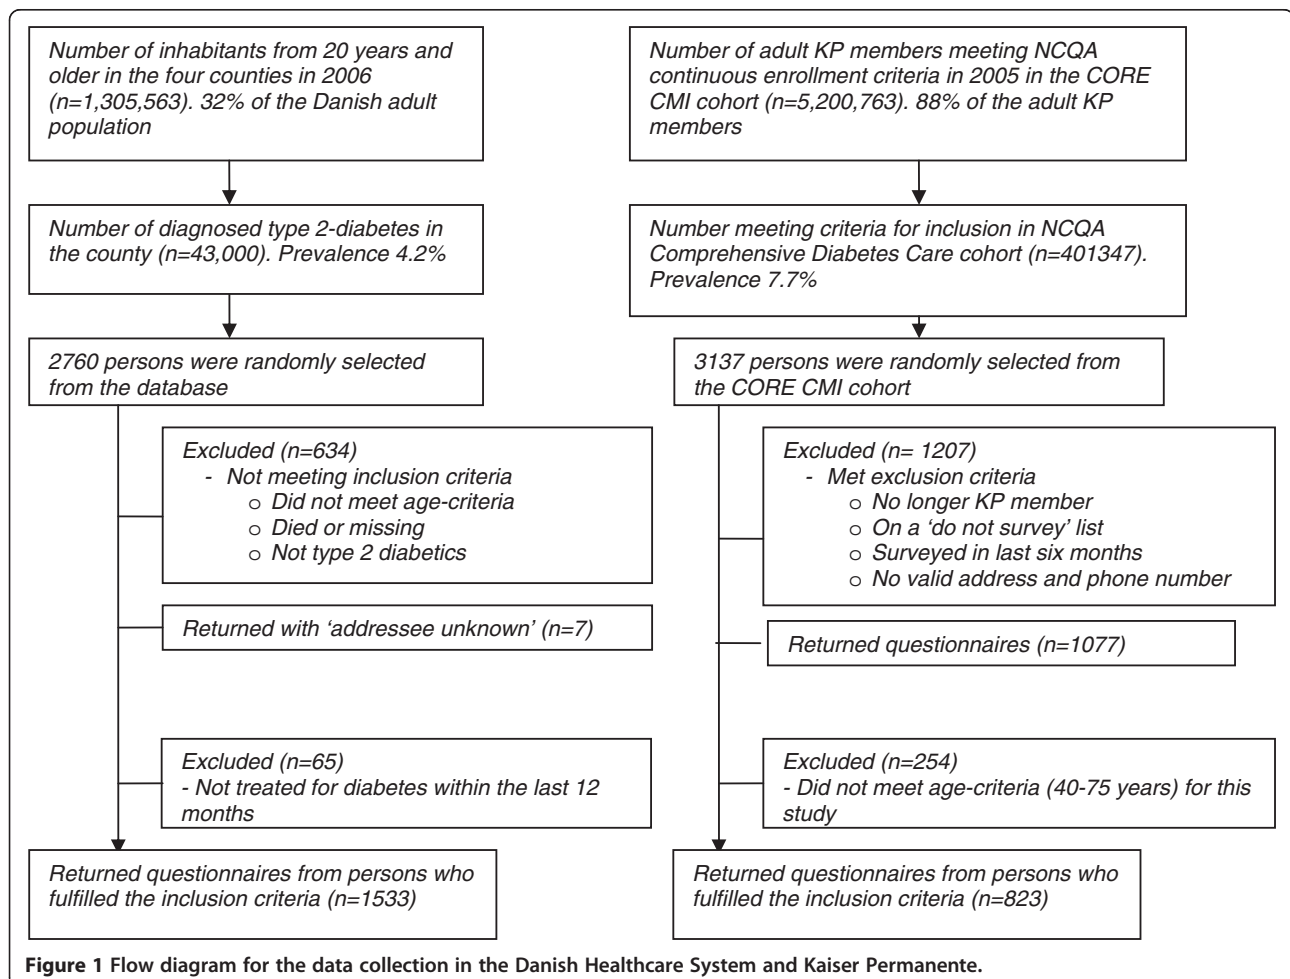 Number of inhabitants from 20 years and
older in the four counties in 2006
(n=1,305,563). 32% of the Danish adult
population
Number of diagnosed type 2-diabetes in
the county (n=43,000). Prevalence 4.2%
2760 persons were randomly selected
from the database
Excluded (n=634)
- Not meeting inclusion criteria
o Did not meet age-criteria
o Died or missing
o Not type 2 diabetics
Returned with ‘addressee unknown’ (n=7)
Excluded (n=65)
- Not treated for diabetes within the last 12
months
Returned questionnaires from persons who
fulfilled the inclusion criteria (n=1533)
Number of adult KP members meeting NCQA
continuous enrollment criteria in 2005 in the CORE
CMI cohort (n=5,200,763). 88% of the adult KP
members
Number meeting criteria for inclusion in NCQA
Comprehensive Diabetes Care cohort (n=401347).
Prevalence 7.7%
3137 persons were randomly selected from
the CORE CMI cohort
Excluded (n= 1207)
- Met exclusion criteria
o No longer KP member
o On a ‘do not survey’ list
o Surveyed in last six months
o No valid address and phone number
Returned questionnaires (n=1077)
Excluded (n=254)
- Did not meet age-criteria (40-75 years) for this
study
Returned questionnaires from persons who
fulfilled the inclusion criteria (n=823)
Figure 1 Flow diagram for the data collection in the Danish Healthcare System and Kaiser Permanente.